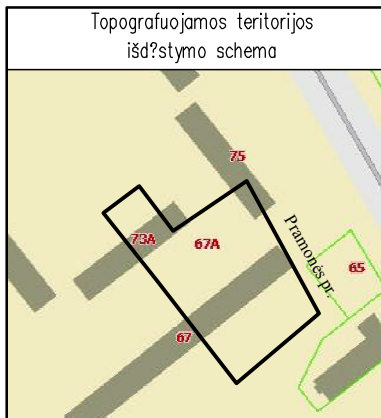 Topografuojamos teritorijos
išd?stymo schema
75
73A
67A
Pramonės pr.
65
67